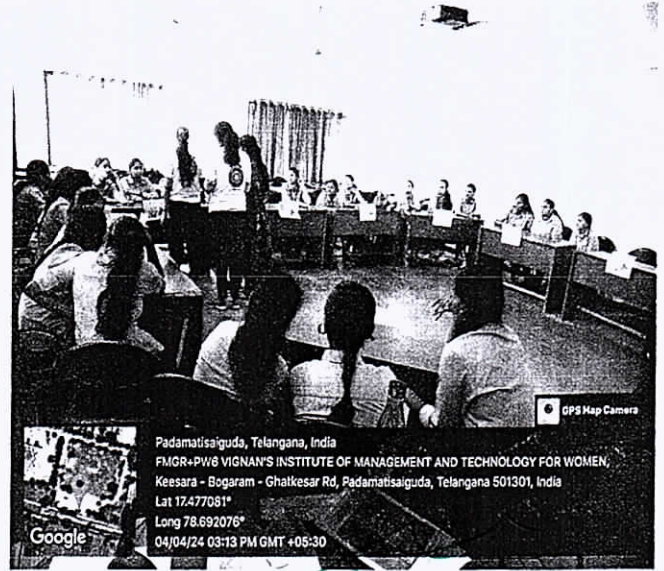 GPS Map Camera
Padamatisaiguda, Telangana, India
FMGR+PW6 VIGNAN'S INSTITUTE OF MANAGEMENT AND TECHNOLOGY FOR WOMEN,
Keesara - Bogaram - Ghatkesar Rd, Padamatisaiguda, Telangana 501301, India
Lat 17.477081°
Long 78.692076°
04/04/24 03:13 PM GMT +05:30
Google